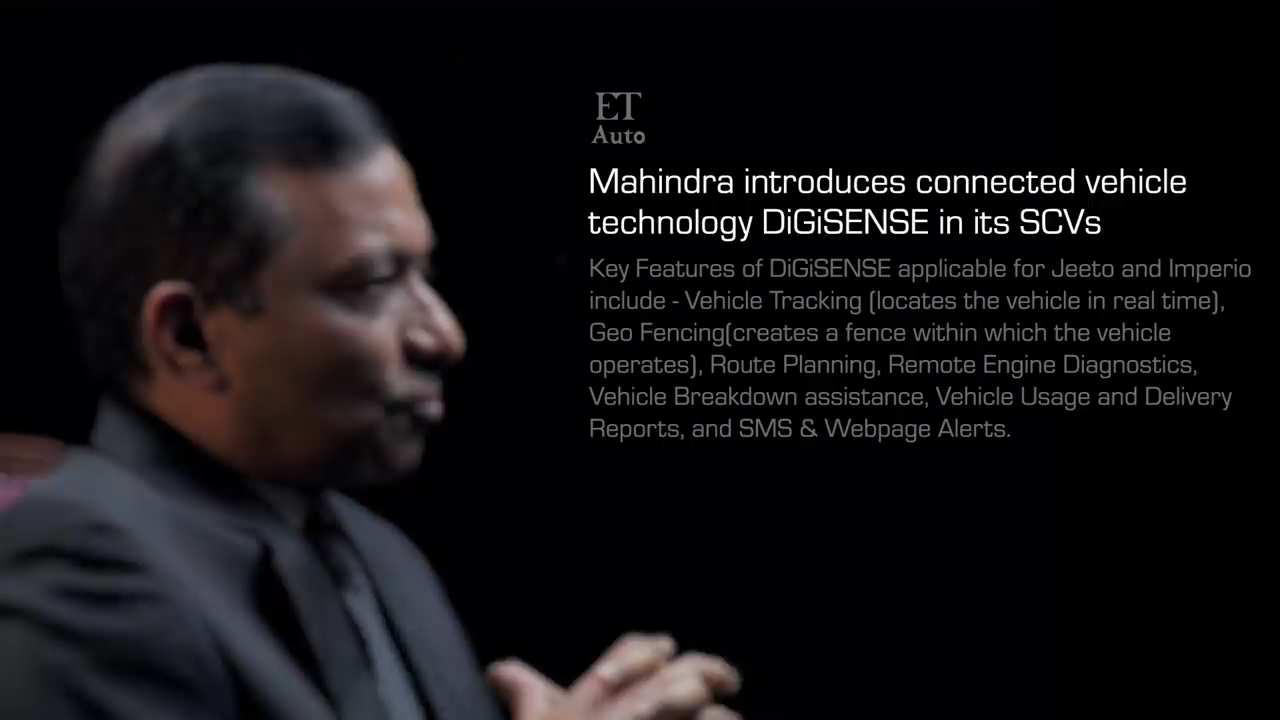 ET
Auto
Mahindra introduces connected vehicle
technology DiGiSENSE in its SCVs
Key Features of DiGiSENSE applicable for Jeeto and Imperio
include - Vehicle Tracking (locates the vehicle in real time),
Geo Fencing(creates a fence within which the vehicle
operates), Route Planning, Remote Engine Diagnostics,
Vehicle Breakdown assistance, Vehicle Usage and Delivery
Reports, and SMS & Webpage Alerts.